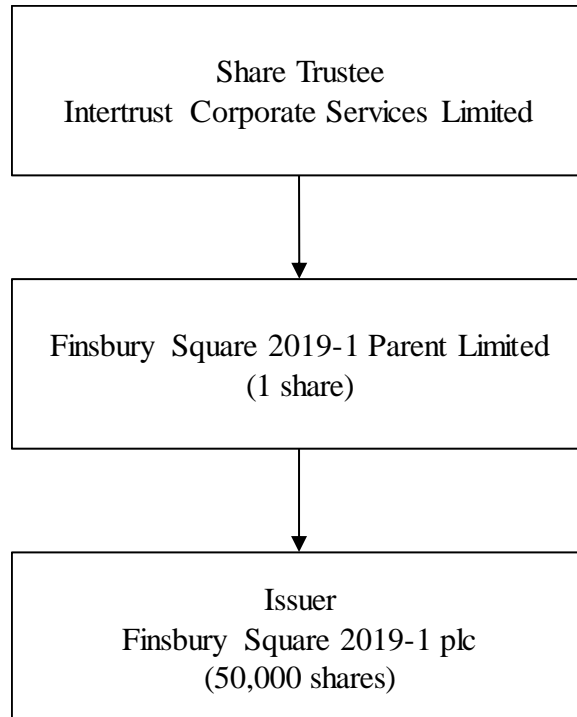 Share Trustee
Intertrust Corporate Services Limited
Finsbury Square 2019-1 Parent Limited
(1 share)
Issuer
Finsbury Square 2019-1 plc
(50,000 shares)